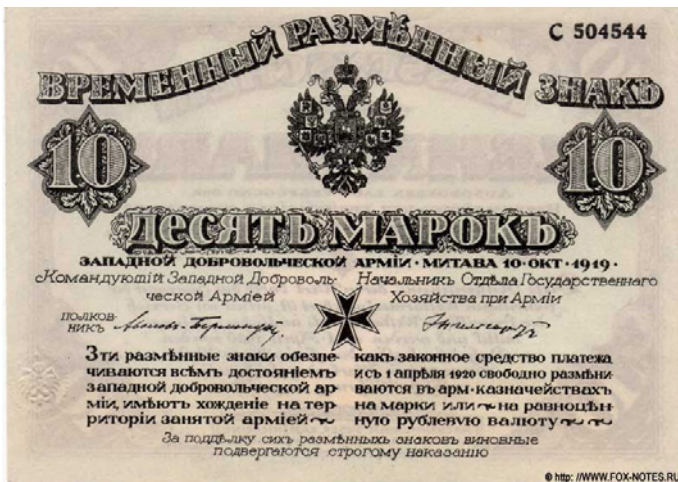 С 504544
ВРЕМЕННЫЙ РАЗМѢННЫЙ ЗНАКЪ
10 10
ДЕСЯТЬ МАРОКЪ
ЗАПАДНОЙ ДОБРОВОЛЬЧЕСКОЙ АРМІИ · МИТАВА 10 · ОКТ · 1919 ·
Командующій Западной Доброволь-
ческой Арміей
полков-
никъ
Начальникъ Отдѣла Государственнаго
Хозяйства при Арміи
Эти размѣнные знаки обезпе-
чиваются всѣмъ достояніемъ
западной добровольческой ар-
міи, имѣютъ хожденіе на тер-
риторіи занятой арміей
какъ законное средство платежа
и съ 1 апрѣля 1920 свободно размѣни-
ваются въ арм · казначействахъ
на марки или на равноцѣн-
ную рублевую валюту
За поддѣлку сихъ размѣнныхъ знаковъ виновные
подвергаются строгому наказанію
© http: //WWW.FOX-NOTES.RU